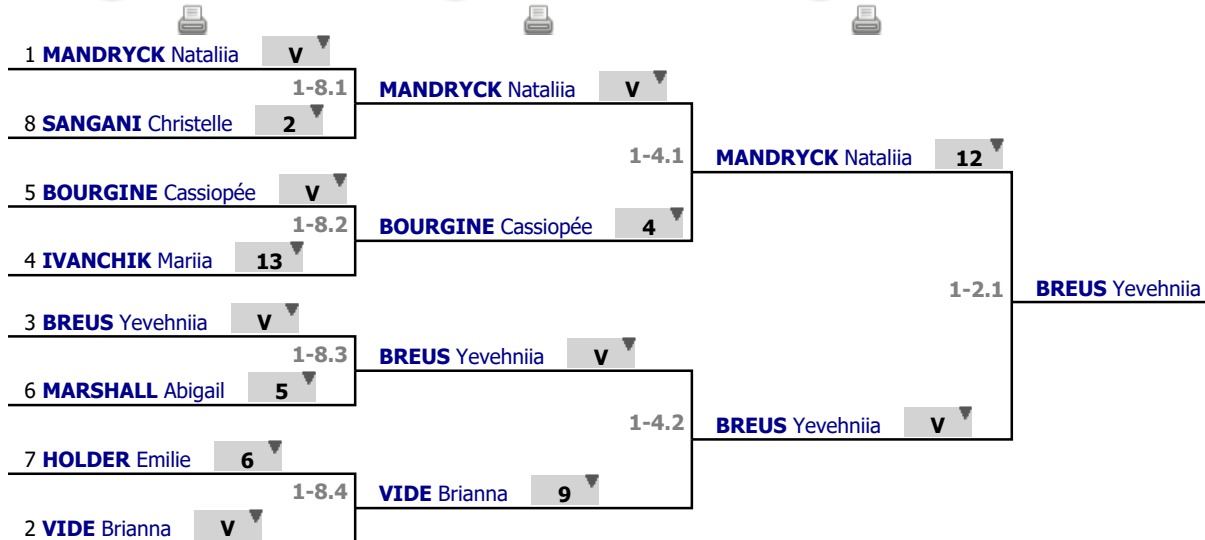 1 MANDRYCK Nataliia V
1-8.1
8 SANGANI Christelle 2
5 BOURGINE Cassiopée V
1-8.2
4 IVANCHIK Mariia 13
3 BREUS Yevehniia V
1-8.3
6 MARSHALL Abigail 5
7 HOLDER Emilie 6
1-8.4
2 VIDE Brianna V
MANDRYCK Nataliia V
1-4.1
BOURGINE Cassiopée 4
BREUS Yevehniia V
1-4.2
VIDE Brianna 9
MANDRYCK Nataliia 12
1-2.1
BREUS Yevehniia V
BREUS Yevehniia